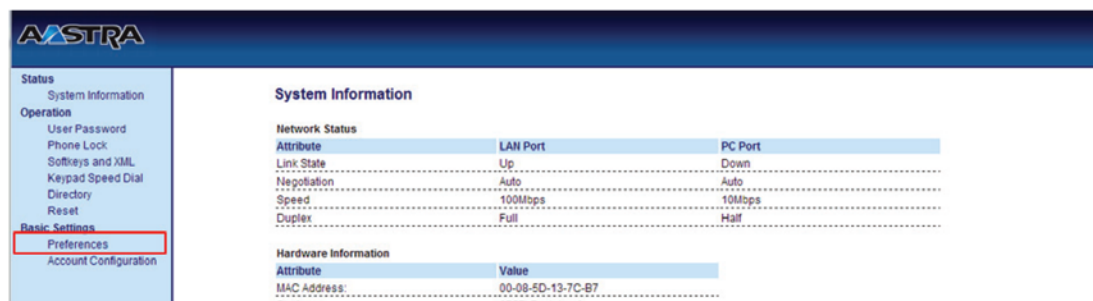 AASTRA
Status
System Information
Operation
User Password
Phone Lock
Softkeys and XML
Keypad Speed Dial
Directory
Reset
Basic Settings
Preferences
Account Configuration
System Information
Network Status
Attribute LAN Port PC Port
Link State Up Down
Negotiation Auto Auto
Speed 100Mbps 10Mbps
Duplex Full Half
Hardware Information
Attribute Value
MAC Address: 00-08-5D-13-7C-B7